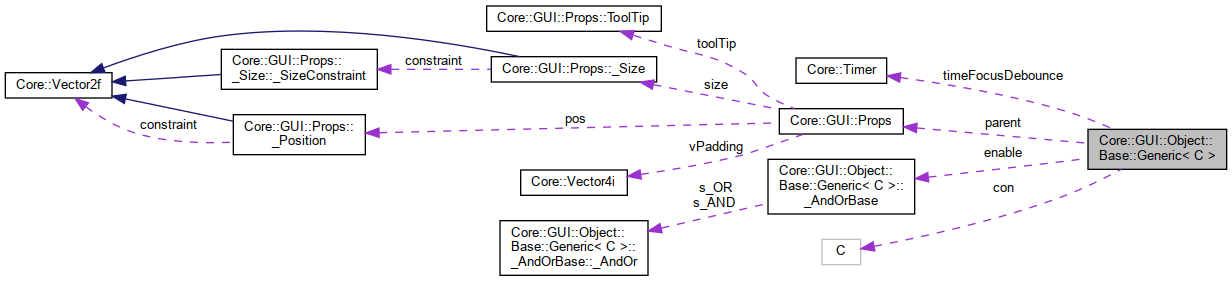 Core::GUI::Props::ToolTip
toolTip
Core::GUI::Props::
_Size::_SizeConstraint
constraint
Core::GUI::Props::_Size
Core::Timer
timeFocusDebounce
Core::Vector2f
size
constraint
Core::GUI::Props::
_Position
pos
Core::GUI::Props
parent
Core::GUI::Object::
Base::Generic< C >
vPadding
enable
Core::Vector4i
Core::GUI::Object::
Base::Generic< C >::
_AndOrBase
con
s_OR
s_AND
Core::GUI::Object::
Base::Generic< C >::
_AndOrBase::_AndOr
C